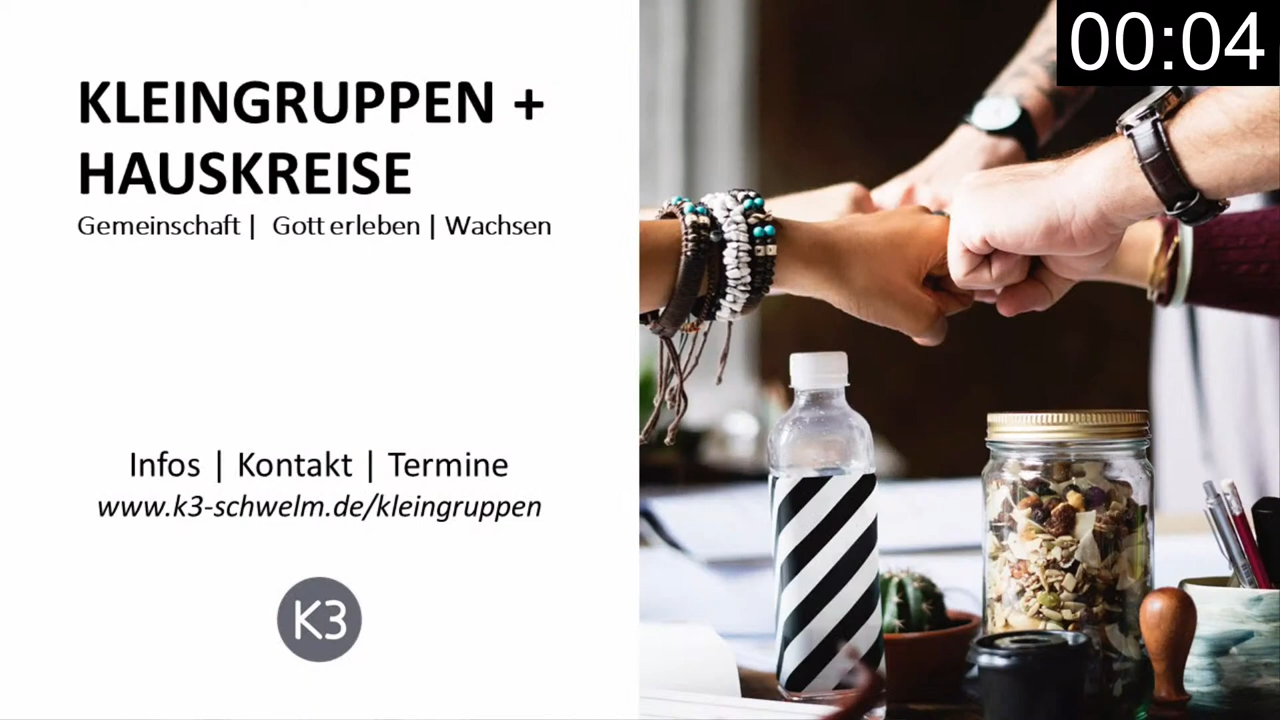 00:04
KLEINGRUPPEN +
HAUSKREISE
Gemeinschaft | Gott erleben | Wachsen
Infos | Kontakt | Termine
www.k3-schwelm.de/kleingruppen
K3